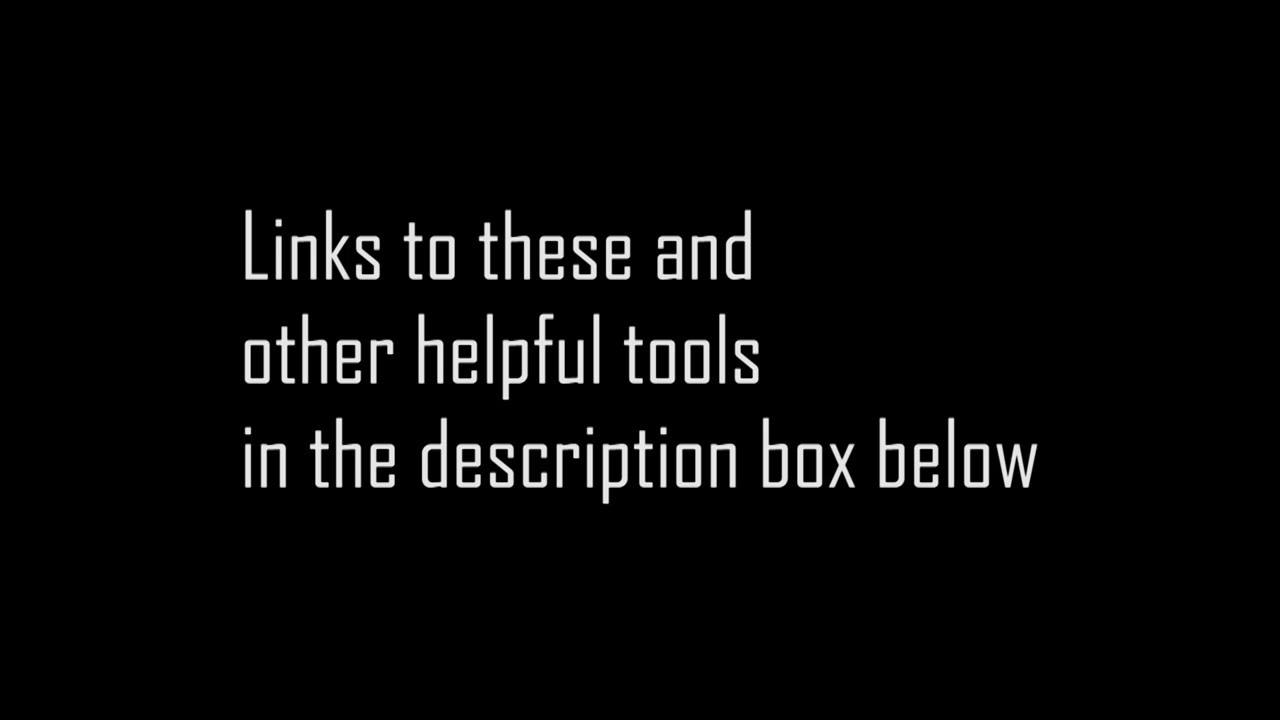 Links to these and
other helpful tools
in the description box below